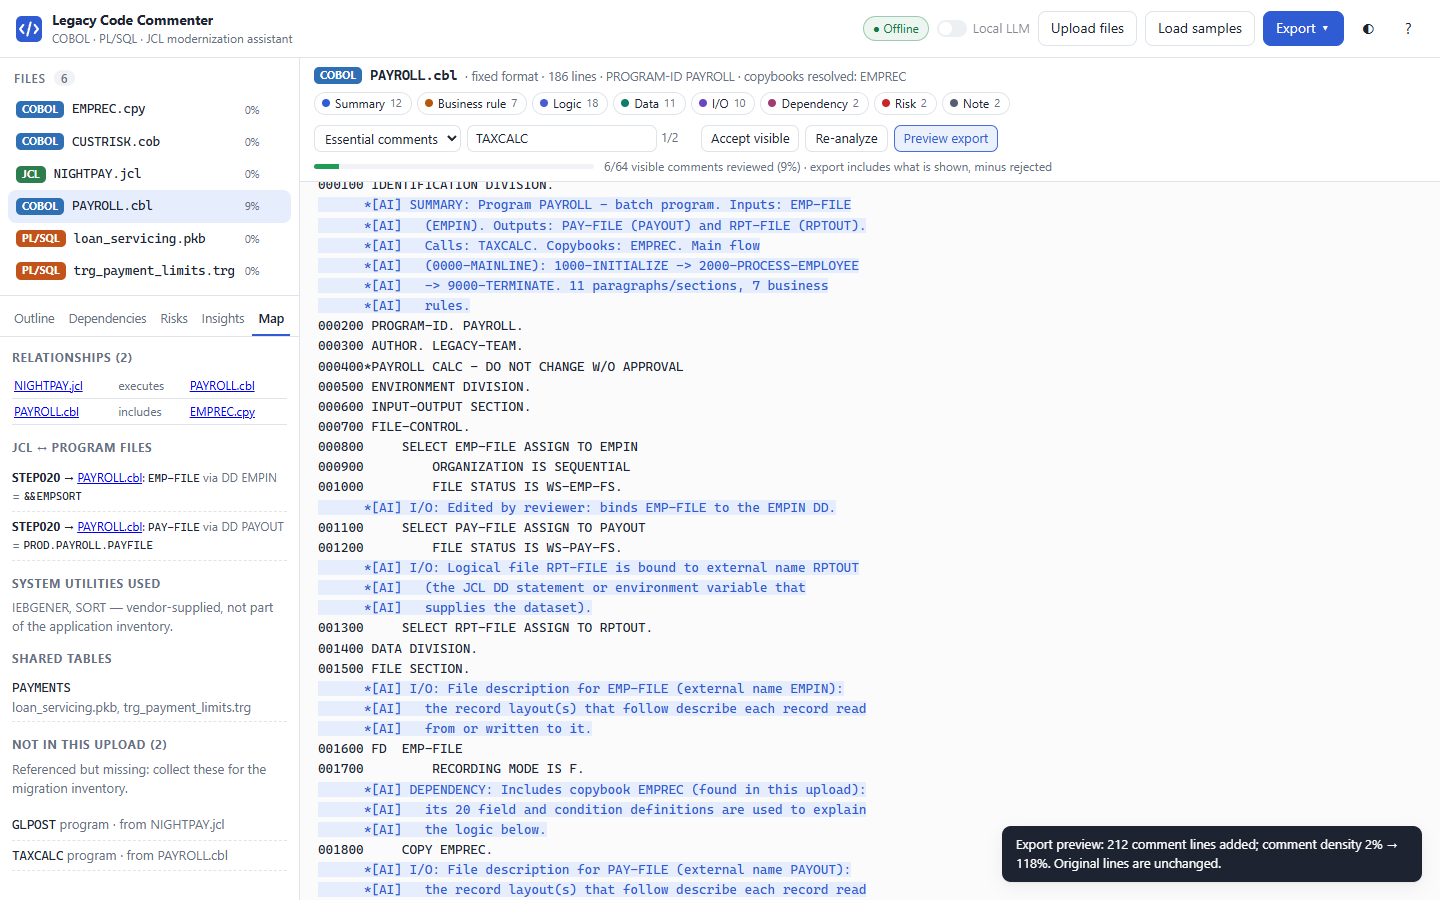 Legacy Code Commenter
COBOL · PL/SQL · JCL modernization assistant
● Offline
Local LLM
Upload files
Load samples
Export ▾
?
FILES 6
COBOL EMPREC.cpy 0%
COBOL CUSTRISK.cob 0%
JCL NIGHTPAY.jcl 0%
COBOL PAYROLL.cbl 9%
PL/SQL loan_servicing.pkb 0%
PL/SQL trg_payment_limits.trg 0%
Outline Dependencies Risks Insights Map
RELATIONSHIPS (2)
NIGHTPAY.jcl executes PAYROLL.cbl
PAYROLL.cbl includes EMPREC.cpy
JCL ↔ PROGRAM FILES
STEP020 → PAYROLL.cbl: EMP-FILE via DD EMPIN
= &&EMPSORT
STEP020 → PAYROLL.cbl: PAY-FILE via DD PAYOUT
= PROD.PAYROLL.PAYFILE
SYSTEM UTILITIES USED
IEBGENER, SORT — vendor-supplied, not part
of the application inventory.
SHARED TABLES
PAYMENTS
loan_servicing.pkb, trg_payment_limits.trg
NOT IN THIS UPLOAD (2)
Referenced but missing: collect these for the
migration inventory.
GLPOST program · from NIGHTPAY.jcl
TAXCALC program · from PAYROLL.cbl
COBOL PAYROLL.cbl · fixed format · 186 lines · PROGRAM-ID PAYROLL · copybooks resolved: EMPREC
Summary 12 Business rule 7 Logic 18 Data 11 I/O 10 Dependency 2 Risk 2 Note 2
Essential comments TAXCALC 1/2 Accept visible Re-analyze Preview export
6/64 visible comments reviewed (9%) · export includes what is shown, minus rejected
000100 IDENTIFICATION DIVISION.
*[AI] SUMMARY: Program PAYROLL - batch program. Inputs: EMP-FILE
*[AI]   (EMPIN). Outputs: PAY-FILE (PAYOUT) and RPT-FILE (RPTOUT).
*[AI]   Calls: TAXCALC. Copybooks: EMPREC. Main flow
*[AI]   (0000-MAINLINE): 1000-INITIALIZE -> 2000-PROCESS-EMPLOYEE
*[AI]   -> 9000-TERMINATE. 11 paragraphs/sections, 7 business
*[AI]   rules.
000200 PROGRAM-ID. PAYROLL.
000300 AUTHOR. LEGACY-TEAM.
000400*PAYROLL CALC - DO NOT CHANGE W/O APPROVAL
000500 ENVIRONMENT DIVISION.
000600 INPUT-OUTPUT SECTION.
000700 FILE-CONTROL.
000800     SELECT EMP-FILE ASSIGN TO EMPIN
000900         ORGANIZATION IS SEQUENTIAL
001000         FILE STATUS IS WS-EMP-FS.
*[AI] I/O: Edited by reviewer: binds EMP-FILE to the EMPIN DD.
001100     SELECT PAY-FILE ASSIGN TO PAYOUT
001200         FILE STATUS IS WS-PAY-FS.
*[AI] I/O: Logical file RPT-FILE is bound to external name RPTOUT
*[AI]   (the JCL DD statement or environment variable that
*[AI]   supplies the dataset).
001300     SELECT RPT-FILE ASSIGN TO RPTOUT.
001400 DATA DIVISION.
001500 FILE SECTION.
*[AI] I/O: File description for EMP-FILE (external name EMPIN):
*[AI]   the record layout(s) that follow describe each record read
*[AI]   from or written to it.
001600 FD  EMP-FILE
001700         RECORDING MODE IS F.
*[AI] DEPENDENCY: Includes copybook EMPREC (found in this upload):
*[AI]   its 20 field and condition definitions are used to explain
*[AI]   the logic below.
001800     COPY EMPREC.
*[AI] I/O: File description for PAY-FILE (external name PAYOUT):
*[AI]   the record layout(s) that follow describe each record read
Export preview: 212 comment lines added; comment density 2% →
118%. Original lines are unchanged.